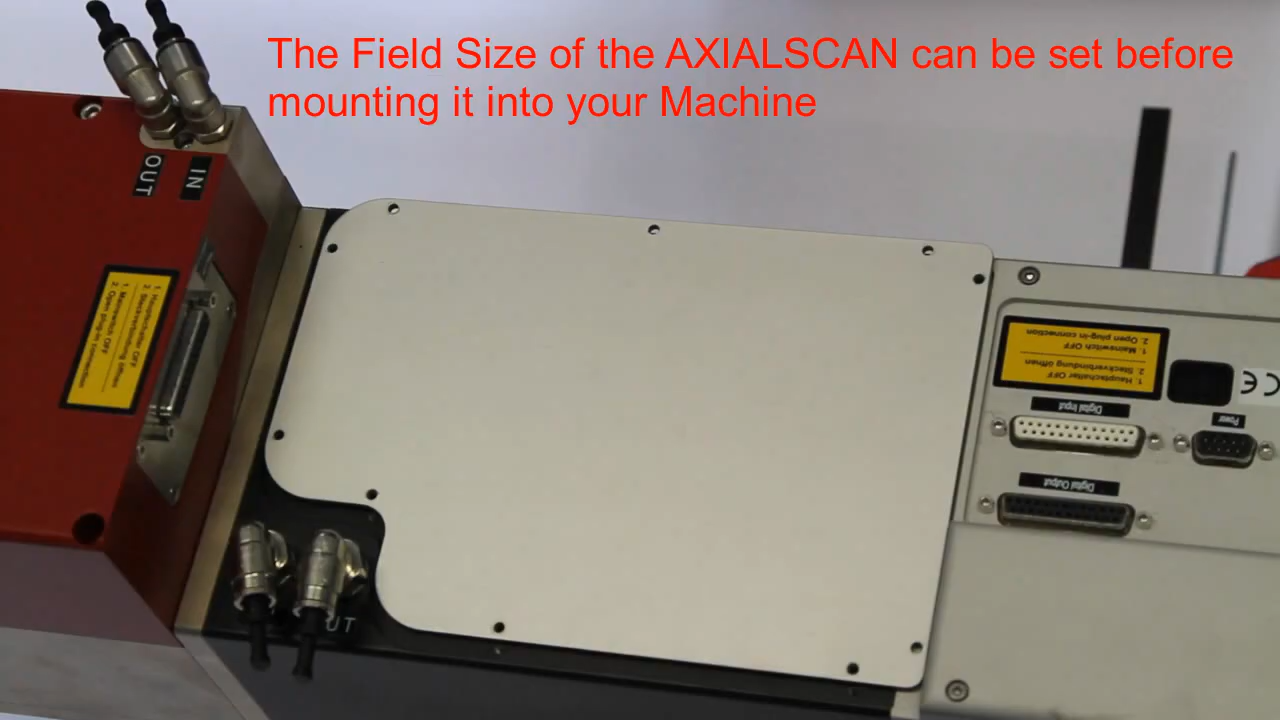 The Field Size of the AXIALSCAN can be set before
mounting it into your Machine
OUT
IN
1. Hauptschalter OFF
2. Steckverbindung öffnen
1. Mainswitch OFF
2. Open plug-in connection
1. Hauptschalter OFF
2. Steckverbindung öffnen
1. Mainswitch OFF
2. Open plug-in connection
CE
Digital Input
Power
Digital Output
UT